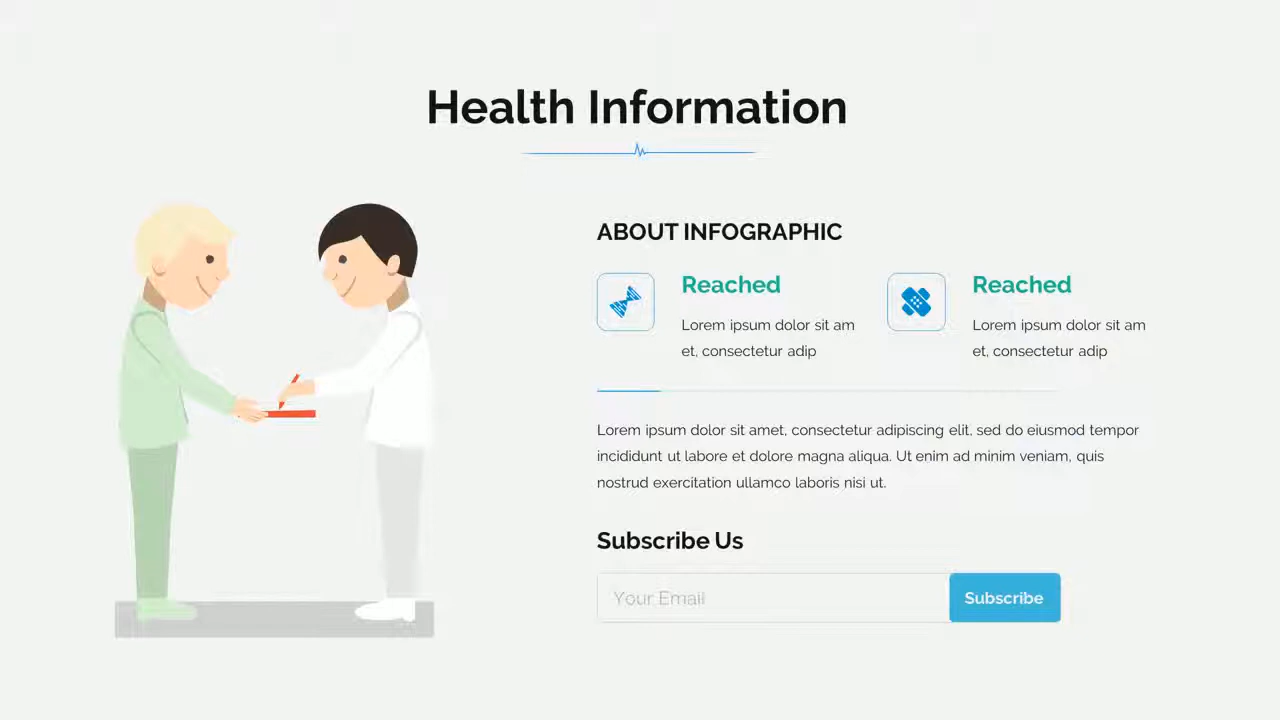 Health Information
ABOUT INFOGRAPHIC
Reached
Lorem ipsum dolor sit am
et, consectetur adip
Reached
Lorem ipsum dolor sit am
et, consectetur adip
Lorem ipsum dolor sit amet, consectetur adipiscing elit, sed do eiusmod tempor
incididunt ut labore et dolore magna aliqua. Ut enim ad minim veniam, quis
nostrud exercitation ullamco laboris nisi ut.
Subscribe Us
Your Email
Subscribe